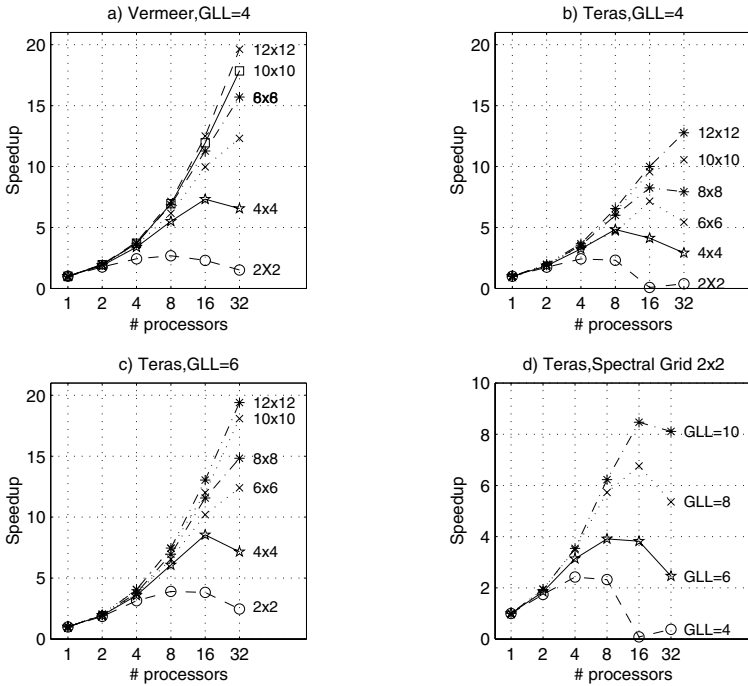 a) Vermeer,GLL=4
20
15
10
5
0
Speedup
12x12
10x10
4x4
2X2
1 2 4 8 16 32
# processors
b) Teras,GLL=4
20
15
10
5
0
Speedup
12x12
10x10
8x8
6x6
4x4
2X2
1 2 4 8 16 32
# processors
c) Teras,GLL=6
20
15
10
5
0
Speedup
12x12
10x10
8x8
6x6
4x4
2x2
1 2 4 8 16 32
# processors
d) Teras,Spectral Grid 2x2
10
8
6
4
2
0
Speedup
GLL=10
GLL=8
GLL=6
GLL=4
1 2 4 8 16 32
# processors